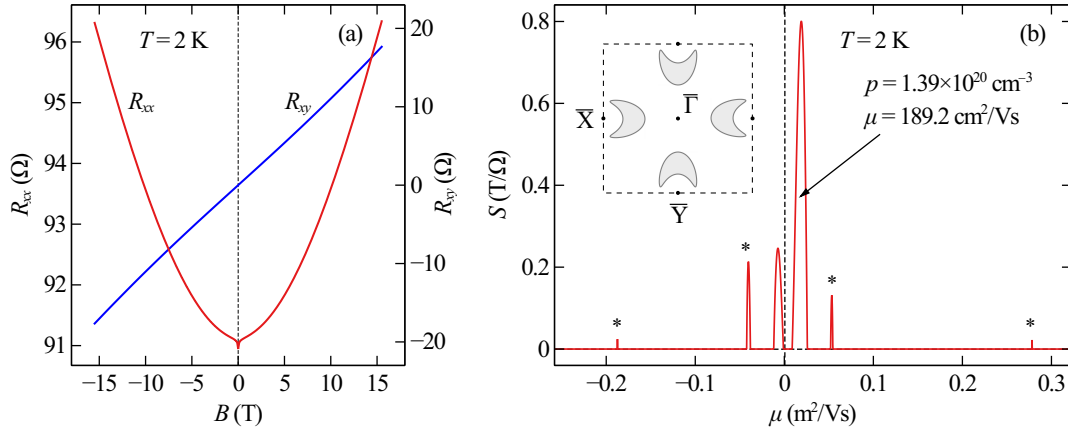 (a)
T = 2 K
R_xx
R_xy
96
95
94
93
92
91
R_xx (Ω)
20
10
0
−10
−20
R_xy (Ω)
−15 −10 −5 0 5 10 15
B (T)
(b)
T = 2 K
p = 1.39×10^20 cm^−3
μ = 189.2 cm^2/Vs
Γ̅
X̅
Y̅
* * * *
0.8
0.6
0.4
0.2
0
S (T/Ω)
−0.2 −0.1 0 0.1 0.2 0.3
μ (m^2/Vs)